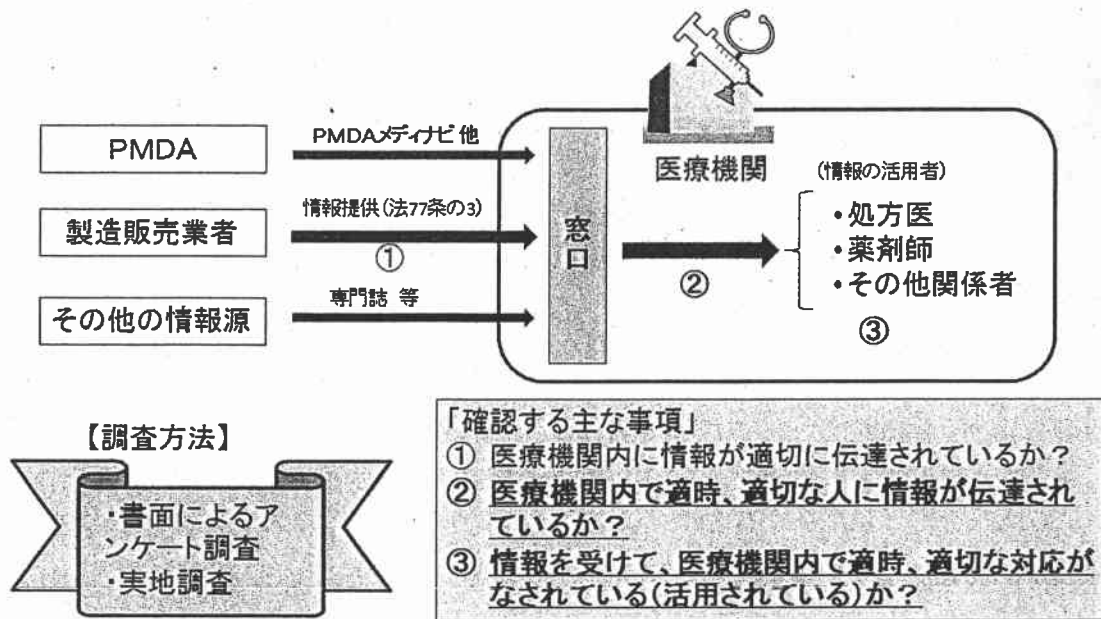 PMDA
PMDAメディナビ 他
製造販売業者
情報提供(法77条の3)
①
その他の情報源
専門誌 等
窓口
医療機関
②
(情報の活用者)
・処方医
・薬剤師
・その他関係者
③
【調査方法】
・書面によるア
ンケート調査
・実地調査
「確認する主な事項」
① 医療機関内に情報が適切に伝達されているか？
② 医療機関内で適時、適切な人に情報が伝達され
ているか？
③ 情報を受けて、医療機関内で適時、適切な対応が
なされている(活用されている)か？